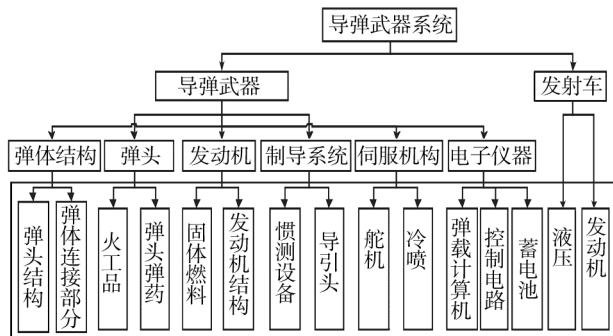 导弹武器系统
导弹武器
发射车
弹体结构
弹头
发动机
制导系统
伺服机构
电子仪器
弹头结构
弹体连接部分
火工品
弹头弹药
固体燃料
发动机结构
惯测设备
导引头
舵机
冷喷
弹载计算机
控制电路
蓄电池
液压
发动机